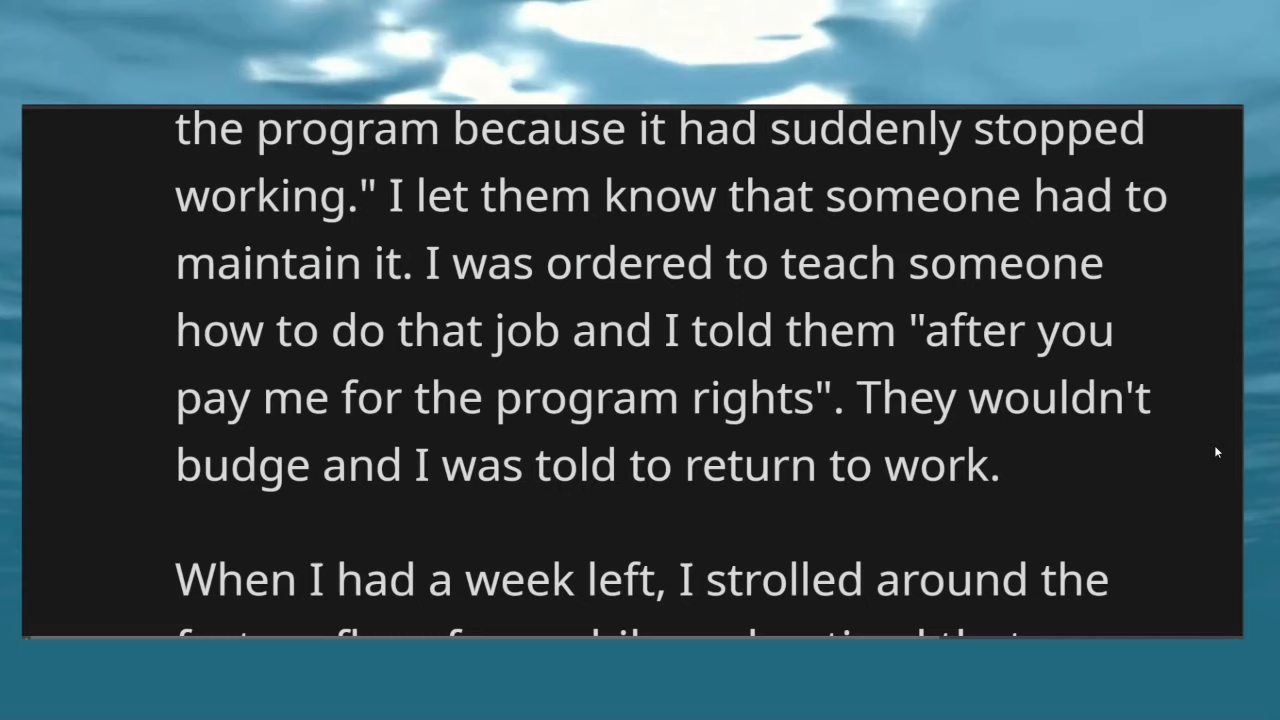 the program because it had suddenly stopped
working." I let them know that someone had to
maintain it. I was ordered to teach someone
how to do that job and I told them "after you
pay me for the program rights". They wouldn't
budge and I was told to return to work.
When I had a week left, I strolled around the